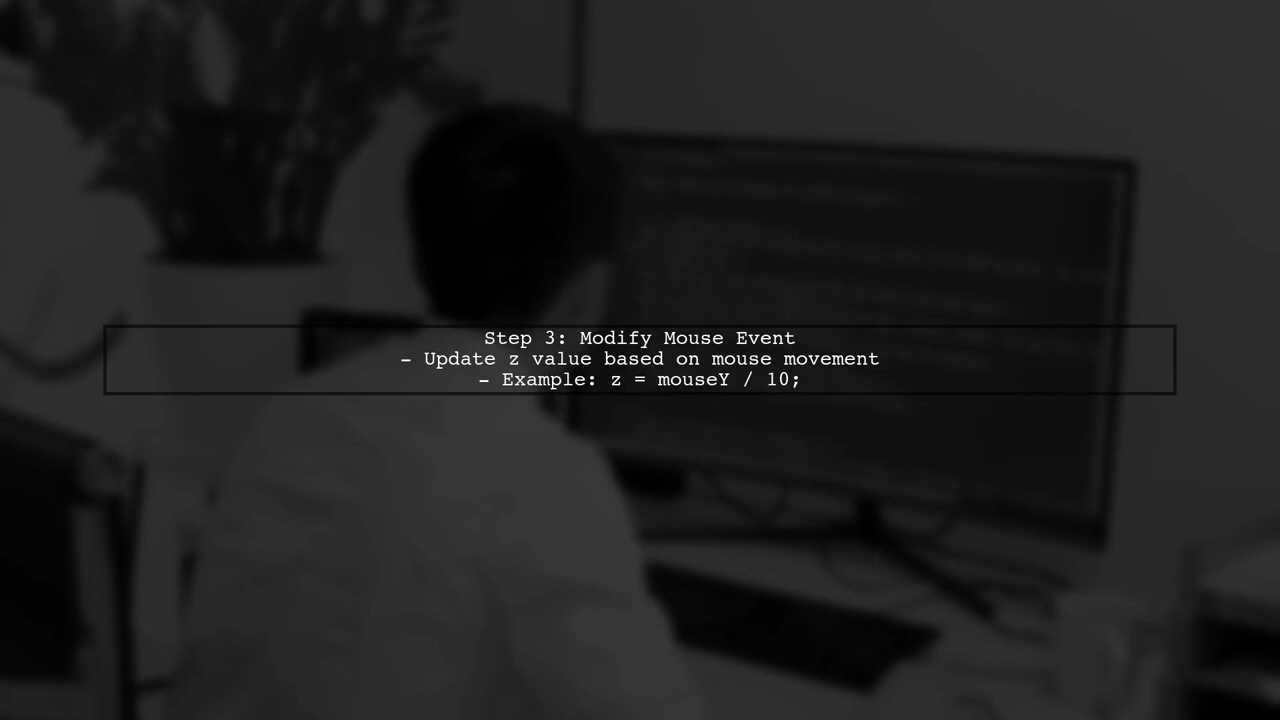 Step 3: Modify Mouse Event
- Update z value based on mouse movement
- Example: z = mouseY / 10;